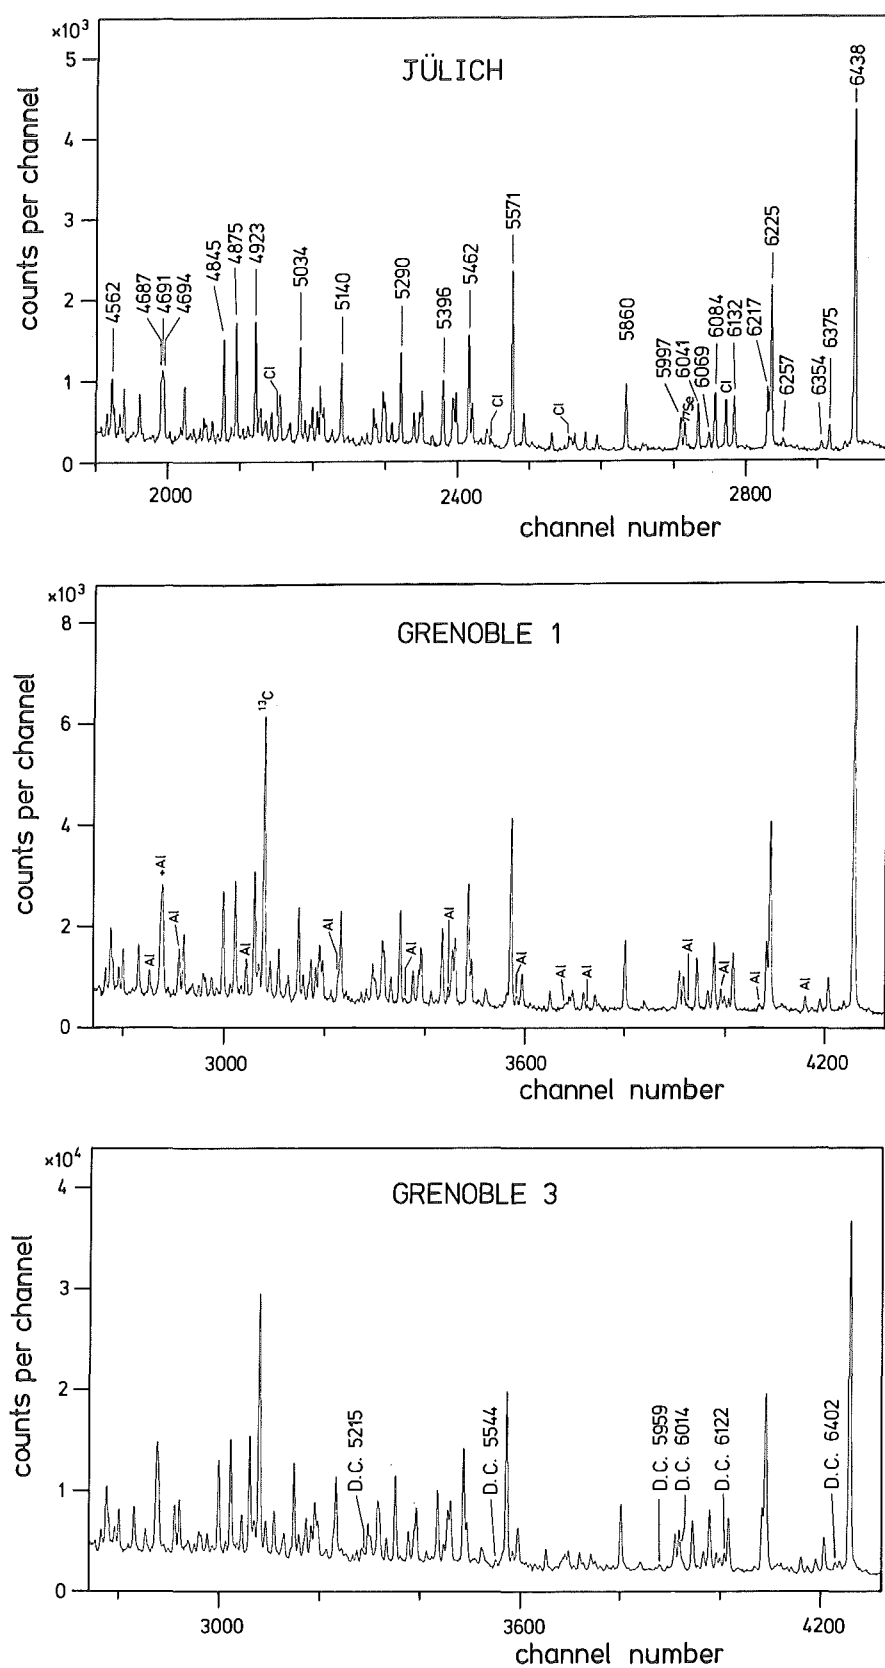 ×10³
JÜLICH
5
4
3
2
1
0
counts per channel
4562
4687
4691
4694
4845
4875
4923
Cl
5034
5140
5290
5396
5462
Cl
5571
Cl
5860
5997
⁷⁷Se
6041
6069
6084
Cl
6132
6217
6225
6257
6354
6375
6438
2000
2400
2800
channel number
×10³
GRENOBLE 1
8
6
4
2
0
counts per channel
Al
+Al
Al
Al
¹³C
Al
Al
Al
Al
Al
Al
Al
Al
Al
Al
3000
3600
4200
channel number
×10⁴
GRENOBLE 3
4
3
2
1
0
counts per channel
D.C. 5215
D.C. 5544
D.C. 5959
D.C. 6014
D.C. 6122
D.C. 6402
3000
3600
4200
channel number